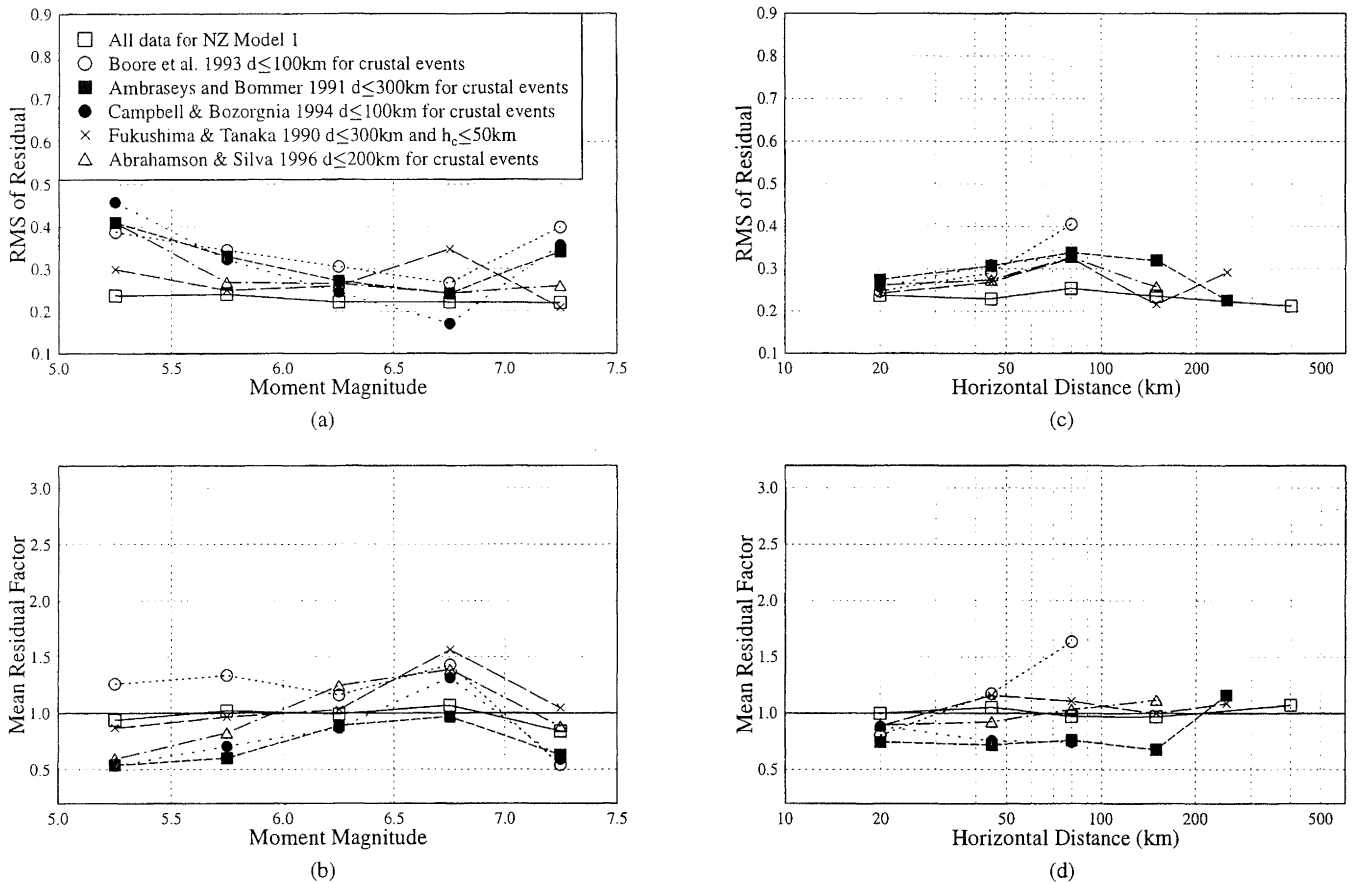 0.9
0.8
0.7
0.6
0.5
0.4
0.3
0.2
0.1
RMS of Residual
All data for NZ Model 1
Boore et al. 1993 d≤100km for crustal events
Ambraseys and Bommer 1991 d≤300km for crustal events
Campbell & Bozorgnia 1994 d≤100km for crustal events
Fukushima & Tanaka 1990 d≤300km and hc≤50km
Abrahamson & Silva 1996 d≤200km for crustal events
5.0 5.5 6.0 6.5 7.0 7.5
Moment Magnitude
(a)
0.9
0.8
0.7
0.6
0.5
0.4
0.3
0.2
0.1
RMS of Residual
10 20 50 100 200 500
Horizontal Distance (km)
(c)
3.0
2.5
2.0
1.5
1.0
0.5
Mean Residual Factor
5.0 5.5 6.0 6.5 7.0 7.5
Moment Magnitude
(b)
3.0
2.5
2.0
1.5
1.0
0.5
Mean Residual Factor
10 20 50 100 200 500
Horizontal Distance (km)
(d)